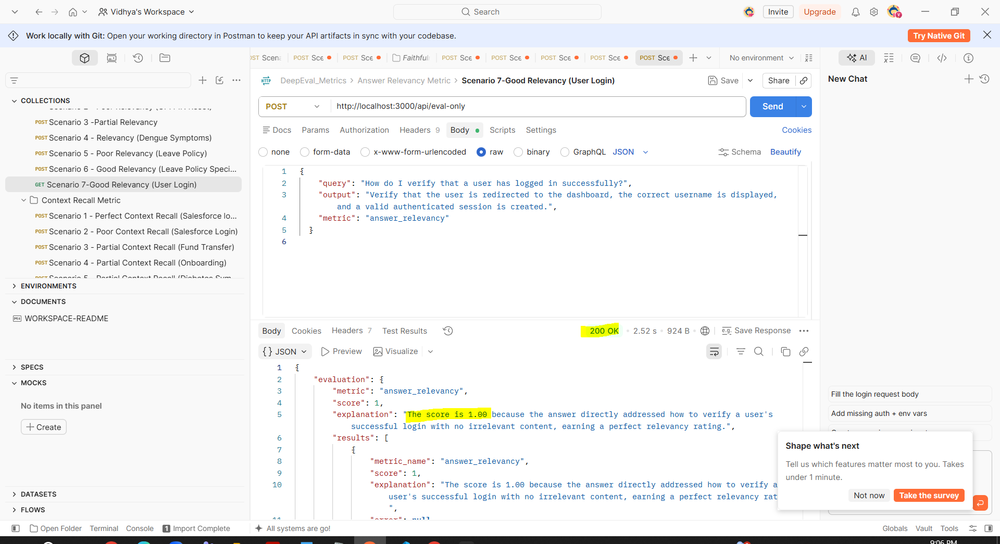 Vidhya's Workspace
Search
Invite
Upgrade
Work locally with Git: Open your working directory in Postman to keep your API artifacts in sync with your codebase.
Try Native Git
Scena
POST Sce
POST Sce
Faithful
POST Sce
POST Sce
POST Sce
POST Sce
POST Sce
No environment
AI
COLLECTIONS
POST Scenario 3 -Partial Relevancy
POST Scenario 4 - Relevancy (Dengue Symptoms)
POST Scenario 5 - Poor Relevancy (Leave Policy)
POST Scenario 6 - Good Relevancy (Leave Policy Speci...
GET Scenario 7-Good Relevancy (User Login)
Context Recall Metric
POST Scenario 1 - Perfect Context Recall (Salesforce lo...
POST Scenario 2 - Poor Context Recall (Salesforce Login)
POST Scenario 3 - Partial Context Recall (Fund Transfer)
POST Scenario 4 - Partial Context Recall (Onboarding)
ENVIRONMENTS
DOCUMENTS
WORKSPACE-README
SPECS
MOCKS
No items in this panel
Create
DATASETS
FLOWS
HTTP DeepEval_Metrics > Answer Relevancy Metric > Scenario 7-Good Relevancy (User Login)
Save
Share
POST
http://localhost:3000/api/eval-only
Send
Docs Params Authorization Headers 9 Body Scripts Settings
Cookies
none form-data x-www-form-urlencoded raw binary GraphQL JSON
Schema Beautify
1 {
2 "query": "How do I verify that a user has logged in successfully?",
3 "output": "Verify that the user is redirected to the dashboard, the correct username is displayed,
and a valid authenticated session is created.",
4 "metric": "answer_relevancy"
5 }
6
Body Cookies Headers 7 Test Results
200 OK 2.52 s 924 B
e.g. Save Response
{} JSON Preview Visualize
1 {
2 "evaluation": {
3 "metric": "answer_relevancy",
4 "score": 1,
5 "explanation": "The score is 1.00 because the answer directly addressed how to verify a user's
successful login with no irrelevant content, earning a perfect relevancy rating.",
6 "results": [
7 {
8 "metric_name": "answer_relevancy",
9 "score": 1,
10 "explanation": "The score is 1.00 because the answer directly addressed how to verify a
user's successful login with no irrelevant content, earning a perfect relevancy rat
",
11 "error": null
New Chat
Fill the login request body
Add missing auth + env vars
Shape what's next
Tell us which features matter most to you. Takes
under 1 minute.
Not now
Take the survey
Open Folder Terminal Console 1 Import Complete
All systems are go!
Globals Vault Tools
9:06 PM